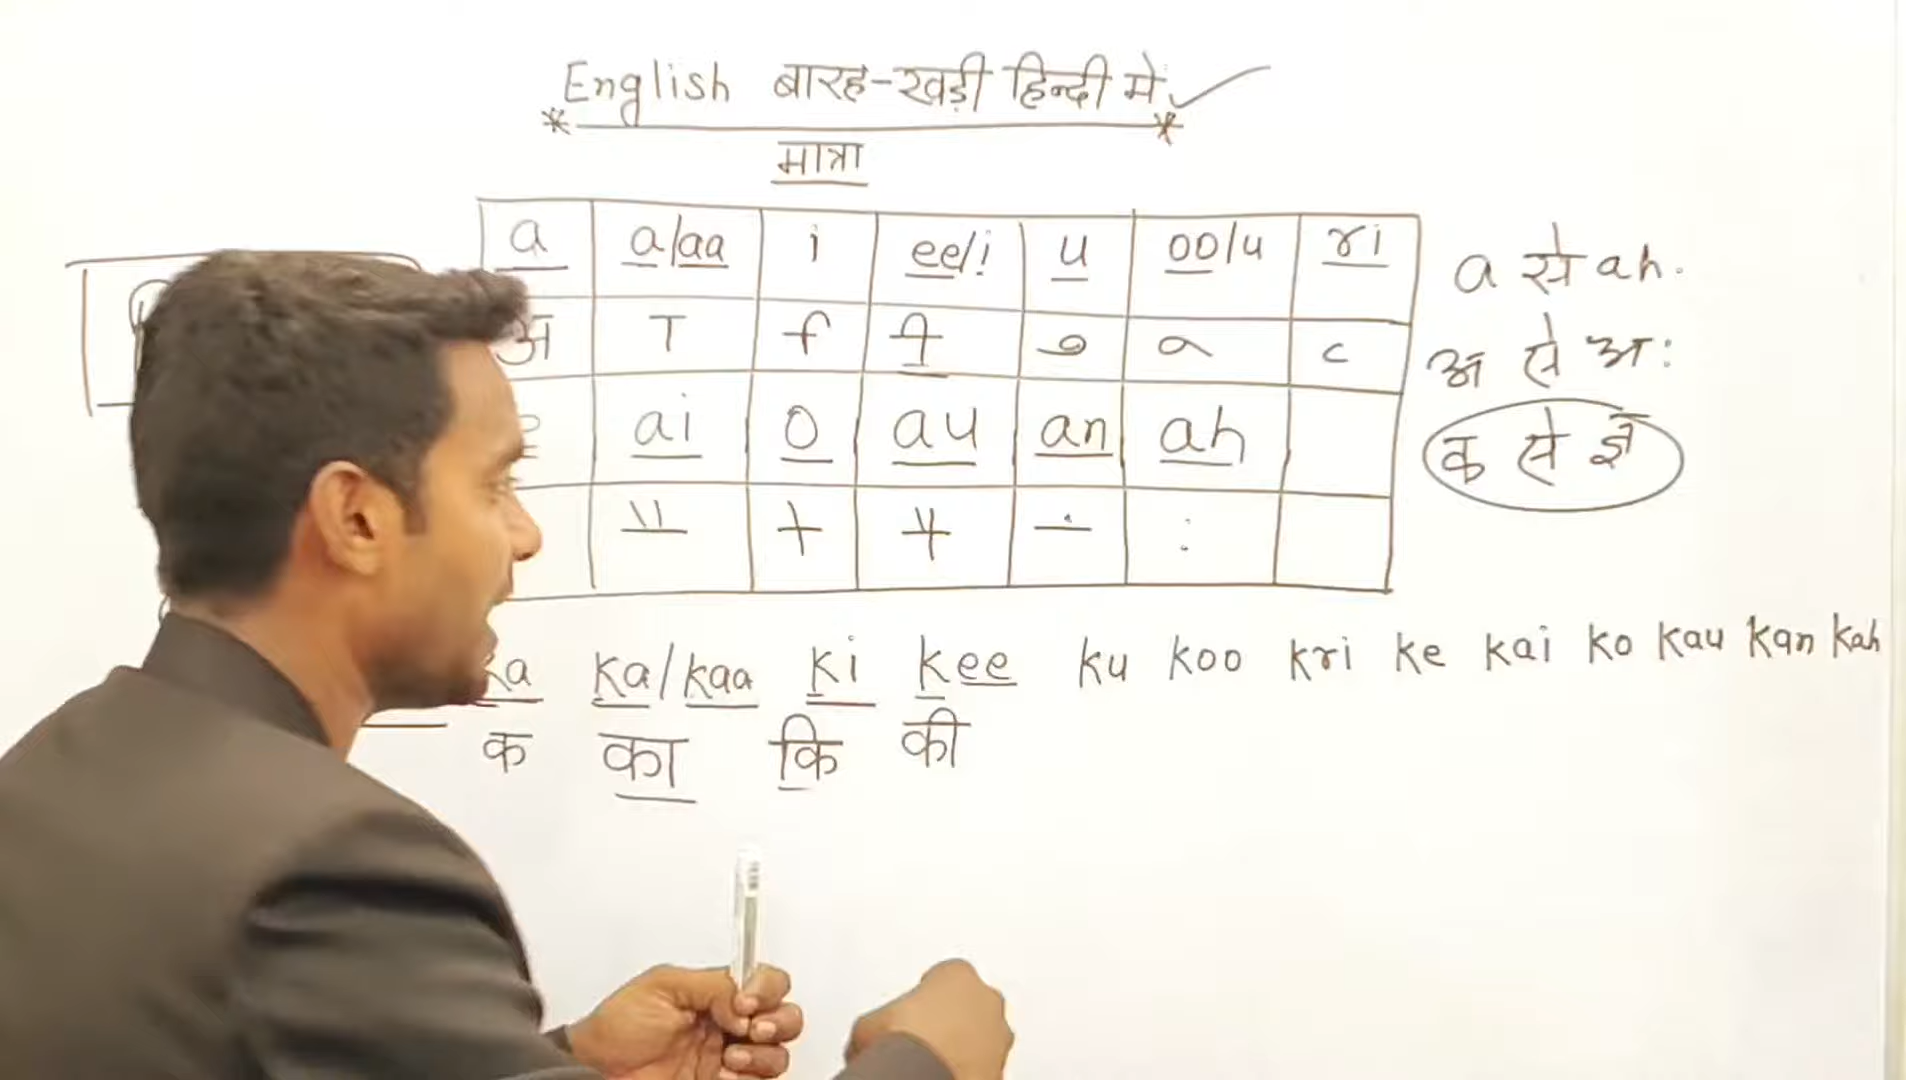 English बारह-खड़ी हिन्दी मे
मात्रा
a a/aa i ee/i u oo/u ri
अ ा ि ी ु ू ृ
ai o au an ah
ै ो ौ ं :
a से ah.
अ से अ:
क से ज्ञ
ka ka/kaa ki kee ku koo kri ke kai ko kau kan kah
क का कि की